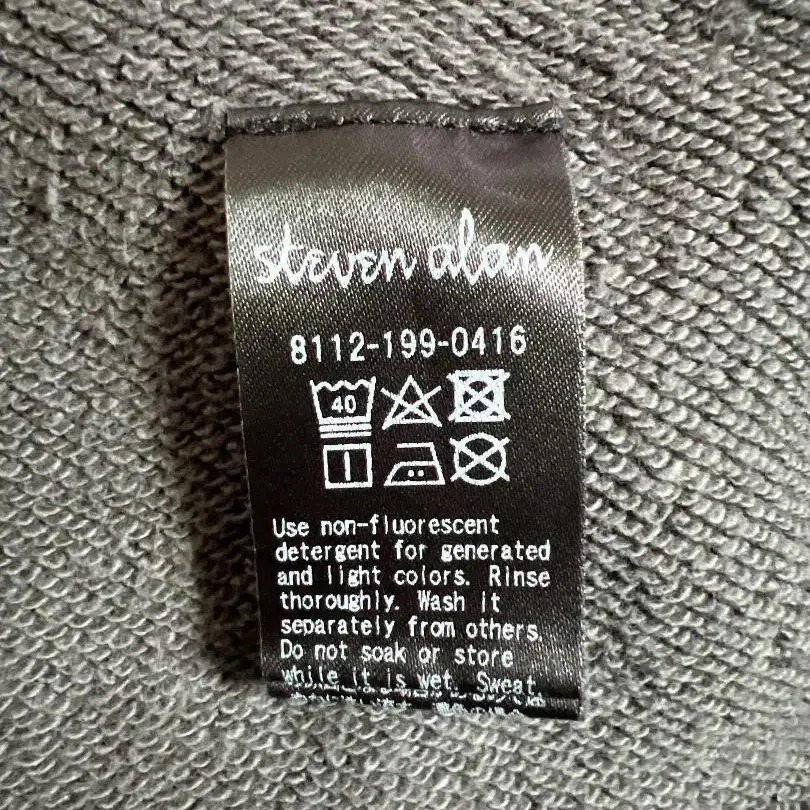 steven alan
8112-199-0416
40
Use non-fluorescent
detergent for generated
and light colors. Rinse
thoroughly. Wash it
separately from others.
Do not soak or store
while it is wet. Sweat,